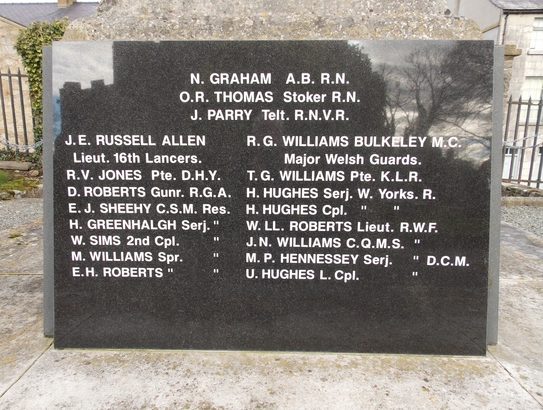 N. GRAHAM A.B. R.N.
O.R. THOMAS Stoker R.N.
J. PARRY Telt. R.N.V.R.
J.E. RUSSELL ALLEN
Lieut. 16th Lancers.
R.V. JONES Pte. D.H.Y.
D. ROBERTS Gunr. R.G.A.
E.J. SHEEHY C.S.M. Res.
H. GREENHALGH Serj. "
W. SIMS 2nd Cpl. "
M. WILLIAMS Spr. "
E.H. ROBERTS " "
R.G. WILLIAMS BULKELEY M.C.
Major Welsh Guards.
T.G. WILLIAMS Pte. K.L.R.
H. HUGHES Serj. W. Yorks. R.
H. HUGHES Cpl. " "
W. LL. ROBERTS Lieut. R.W.F.
J.N. WILLIAMS C.Q.M.S. "
M.P. HENNESSEY Serj. " D.C.M.
U. HUGHES L. Cpl. "